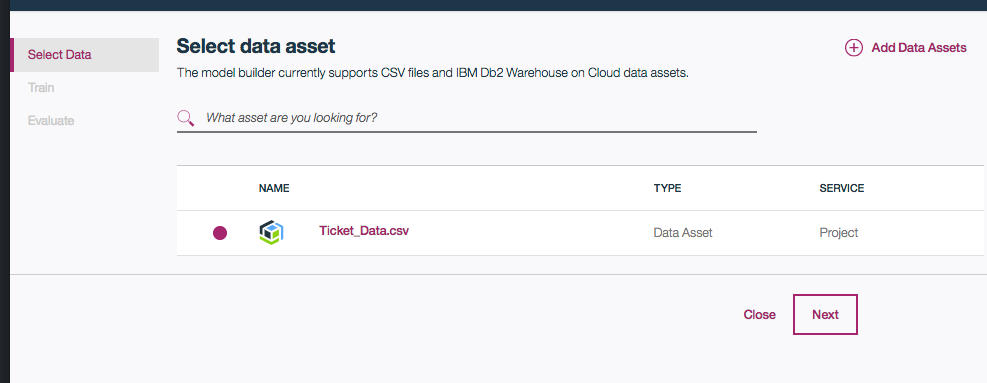 Select Data
Train
Evaluate
Select data asset
Add Data Assets
The model builder currently supports CSV files and IBM Db2 Warehouse on Cloud data assets.
What asset are you looking for?
NAME TYPE SERVICE
Ticket_Data.csv Data Asset Project
Close Next